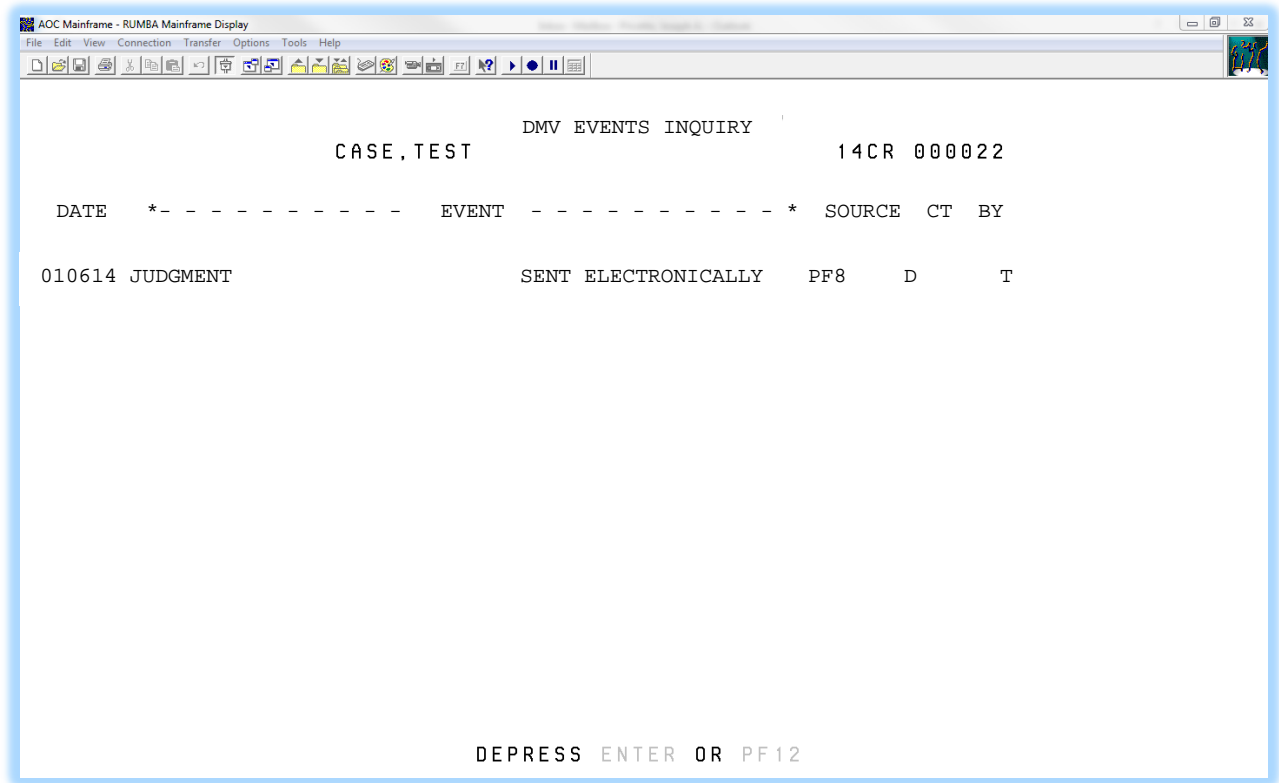 AOC Mainframe - RUMBA Mainframe Display
File Edit View Connection Transfer Options Tools Help
DMV EVENTS INQUIRY
CASE,TEST 14CR 000022
DATE *- - - - - - - - - - EVENT - - - - - - - - - - * SOURCE CT BY
010614 JUDGMENT SENT ELECTRONICALLY PF8 D T
DEPRESS ENTER OR PF12